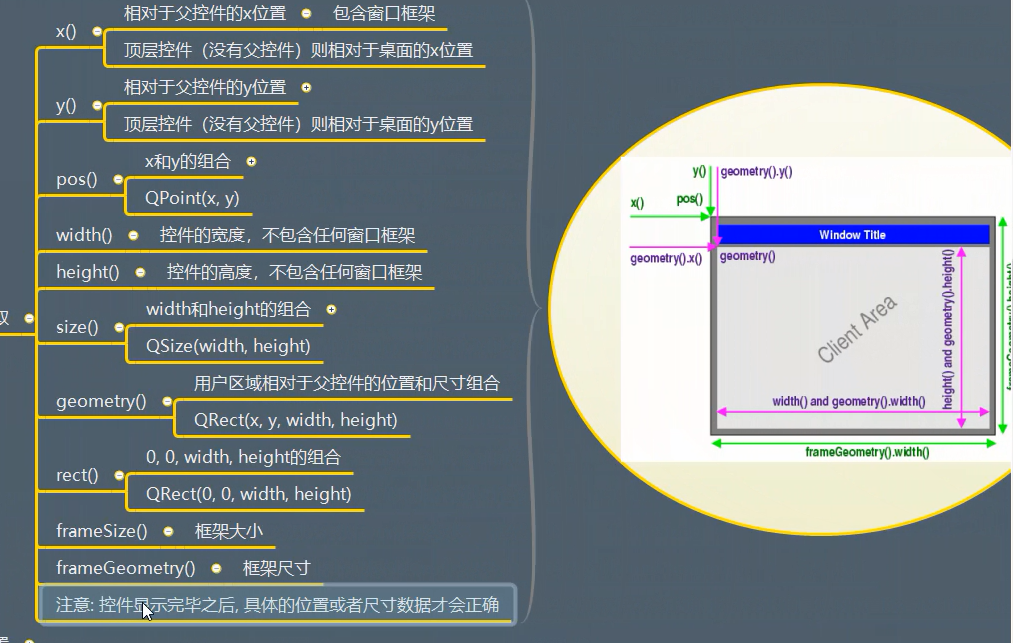 x()
相对于父控件的x位置
包含窗口框架
顶层控件（没有父控件）则相对于桌面的x位置
y()
相对于父控件的y位置
顶层控件（没有父控件）则相对于桌面的y位置
pos()
x和y的组合
QPoint(x, y)
width()
控件的宽度，不包含任何窗口框架
height()
控件的高度，不包含任何窗口框架
size()
width和height的组合
QSize(width, height)
geometry()
用户区域相对于父控件的位置和尺寸组合
QRect(x, y, width, height)
rect()
0, 0, width, height的组合
QRect(0, 0, width, height)
frameSize()
框架大小
frameGeometry()
框架尺寸
注意: 控件显示完毕之后, 具体的位置或者尺寸数据才会正确
y()
geometry().y()
x()
pos()
Window Title
geometry().x()
geometry()
Client Area
height() and geometry().height()
width() and geometry().width()
frameGeometry().width()